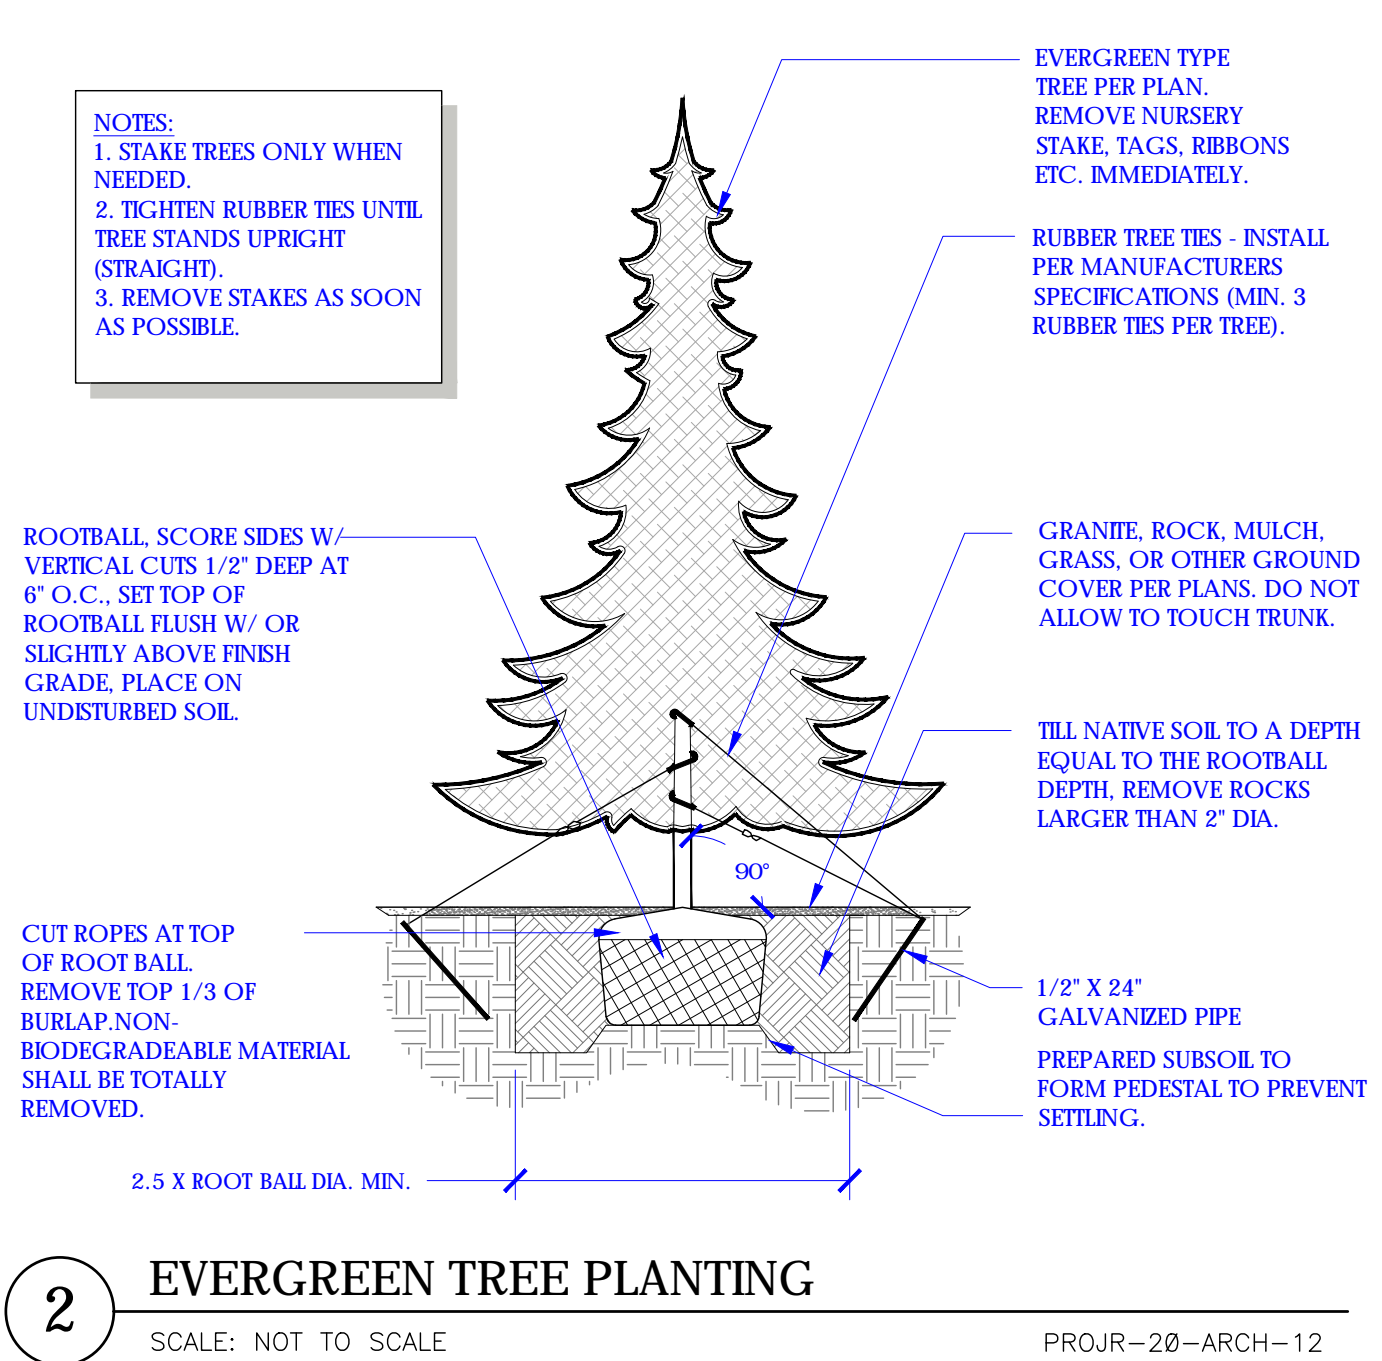 NOTES:
1. STAKE TREES ONLY WHEN
NEEDED.
2. TIGHTEN RUBBER TIES UNTIL
TREE STANDS UPRIGHT
(STRAIGHT).
3. REMOVE STAKES AS SOON
AS POSSIBLE.
EVERGREEN TYPE
TREE PER PLAN.
REMOVE NURSERY
STAKE, TAGS, RIBBONS
ETC. IMMEDIATELY.
RUBBER TREE TIES - INSTALL
PER MANUFACTURERS
SPECIFICATIONS (MIN. 3
RUBBER TIES PER TREE).
ROOTBALL, SCORE SIDES W/
VERTICAL CUTS 1/2" DEEP AT
6" O.C., SET TOP OF
ROOTBALL FLUSH W/ OR
SLIGHTLY ABOVE FINISH
GRADE, PLACE ON
UNDISTURBED SOIL.
GRANITE, ROCK, MULCH,
GRASS, OR OTHER GROUND
COVER PER PLANS. DO NOT
ALLOW TO TOUCH TRUNK.
TILL NATIVE SOIL TO A DEPTH
EQUAL TO THE ROOTBALL
DEPTH, REMOVE ROCKS
LARGER THAN 2" DIA.
90°
CUT ROPES AT TOP
OF ROOT BALL.
REMOVE TOP 1/3 OF
BURLAP.NON-
BIODEGRADEABLE MATERIAL
SHALL BE TOTALLY
REMOVED.
1/2" X 24"
GALVANIZED PIPE
PREPARED SUBSOIL TO
FORM PEDESTAL TO PREVENT
SETTLING.
2.5 X ROOT BALL DIA. MIN.
2
EVERGREEN TREE PLANTING
SCALE: NOT TO SCALE
PROJR-20-ARCH-12